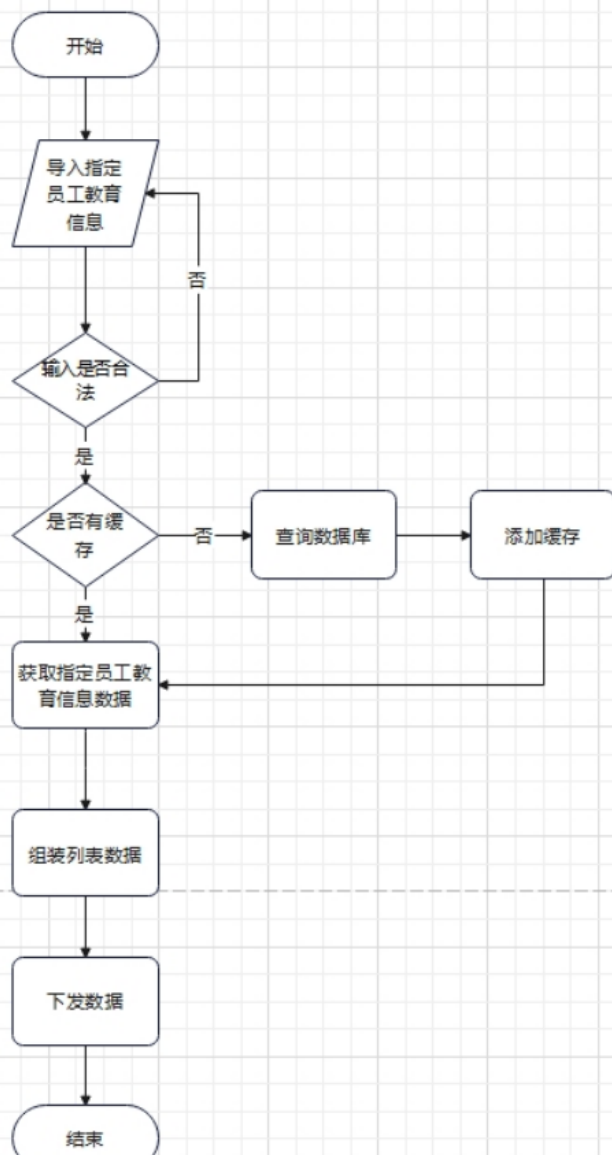 开始
导入指定
员工教育
信息
否
输入是否合
法
是
是否有缓
存
否
查询数据库
添加缓存
是
获取指定员工教
育信息数据
组装列表数据
下发数据
结束